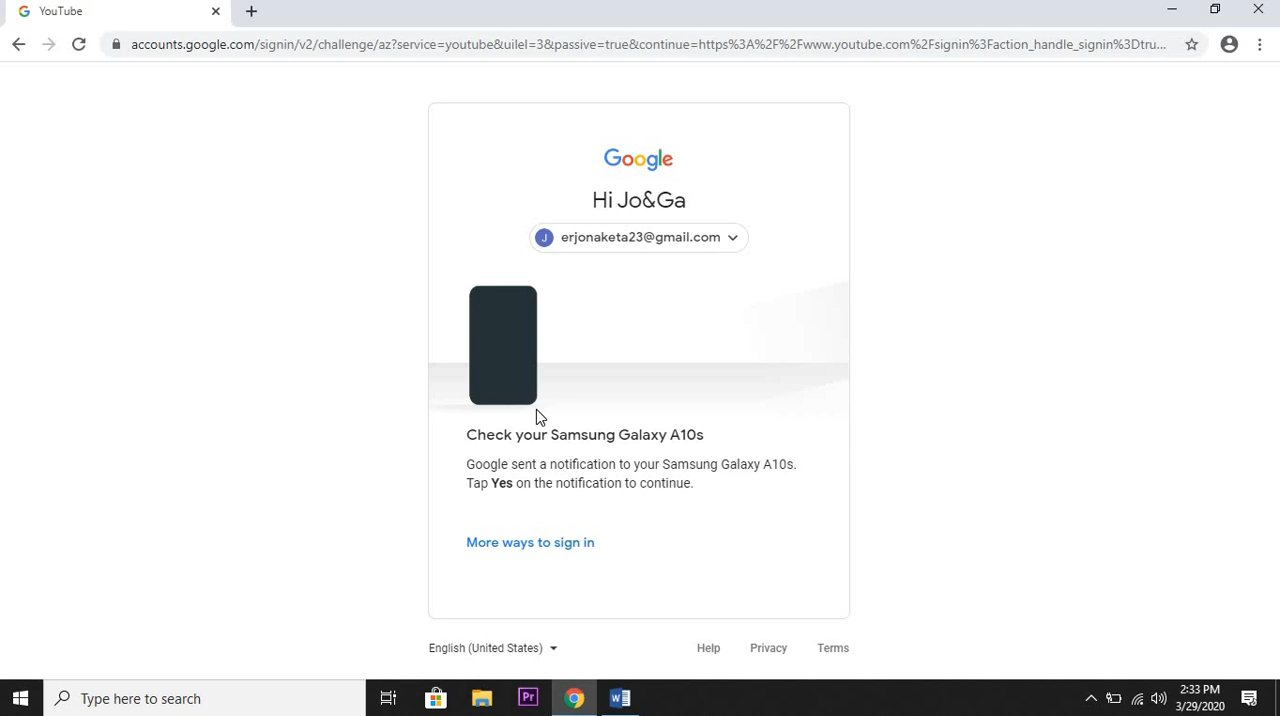 YouTube
accounts.google.com/signin/v2/challenge/az?service=youtube&uilel=3&passive=true&continue=https%3A%2F%2Fwww.youtube.com%2Fsignin%3Faction_handle_signin%3Dtru...
Google
Hi Jo&Ga
J erjonaketa23@gmail.com
Check your Samsung Galaxy A10s
Google sent a notification to your Samsung Galaxy A10s.
Tap Yes on the notification to continue.
More ways to sign in
English (United States) Help Privacy Terms
Type here to search Pr W 2:33 PM
3/29/2020